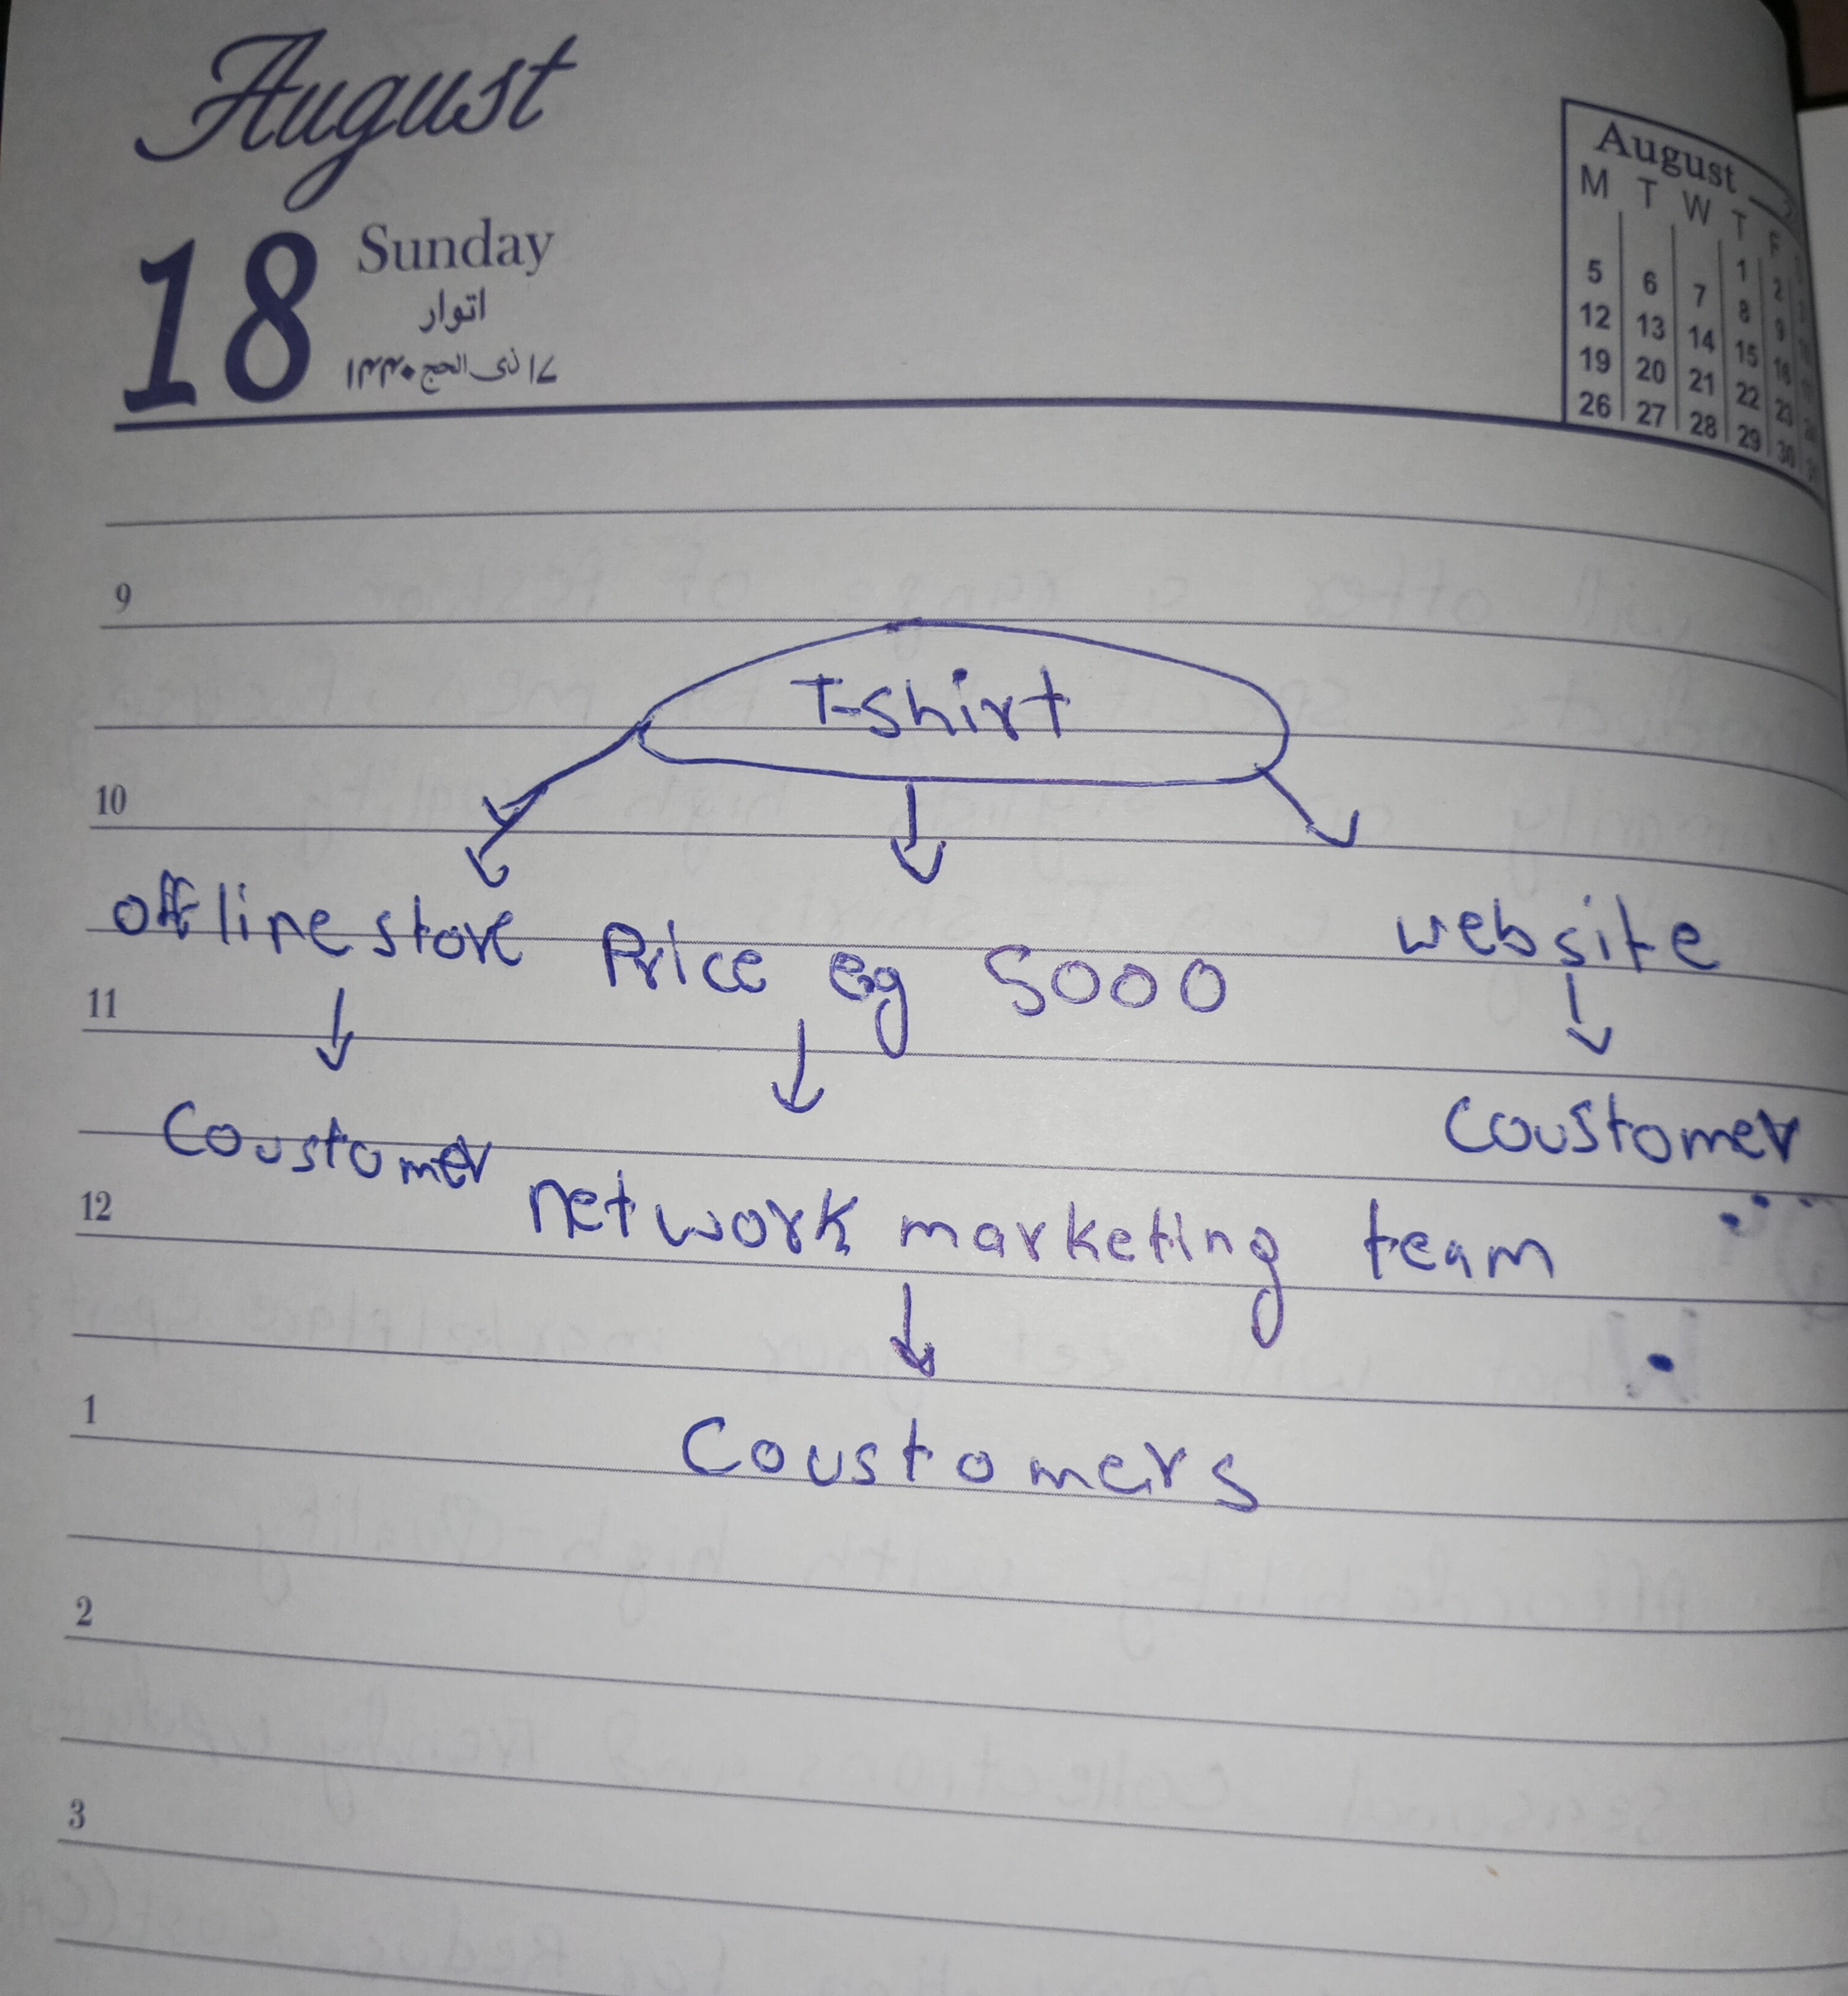 August
18 Sunday
اتوار
۱۷ ذی الحج ۱۴۴۰
August
M T W T F
1 2
5 6 7 8 9
12 13 14 15 16
19 20 21 22 23
26 27 28 29 30
9
T-shirt
10
offline store Price eg 5000 website
11
Coustomer Coustomer
12
network marketing team
1
Coustomers
2
3